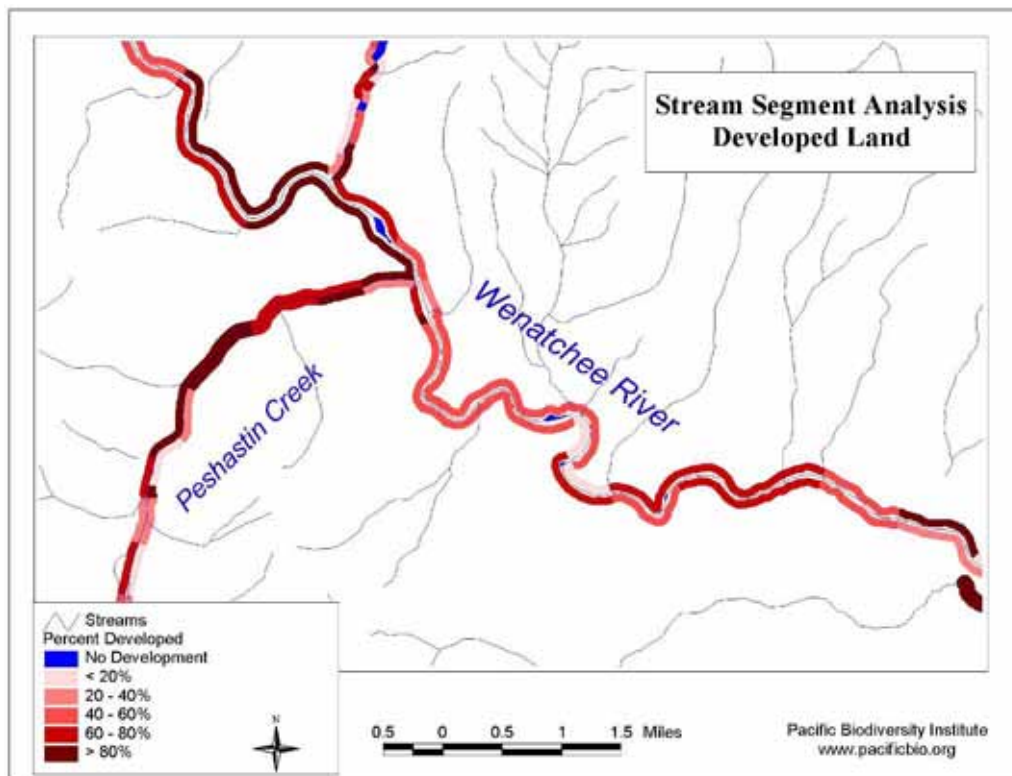 Stream Segment Analysis
Developed Land
Wenatchee River
Peshastin Creek
Streams
Percent Developed
No Development
< 20%
20 - 40%
40 - 60%
60 - 80%
> 80%
N
0.5 0 0.5 1 1.5 Miles
Pacific Biodiversity Institute
www.pacificbio.org